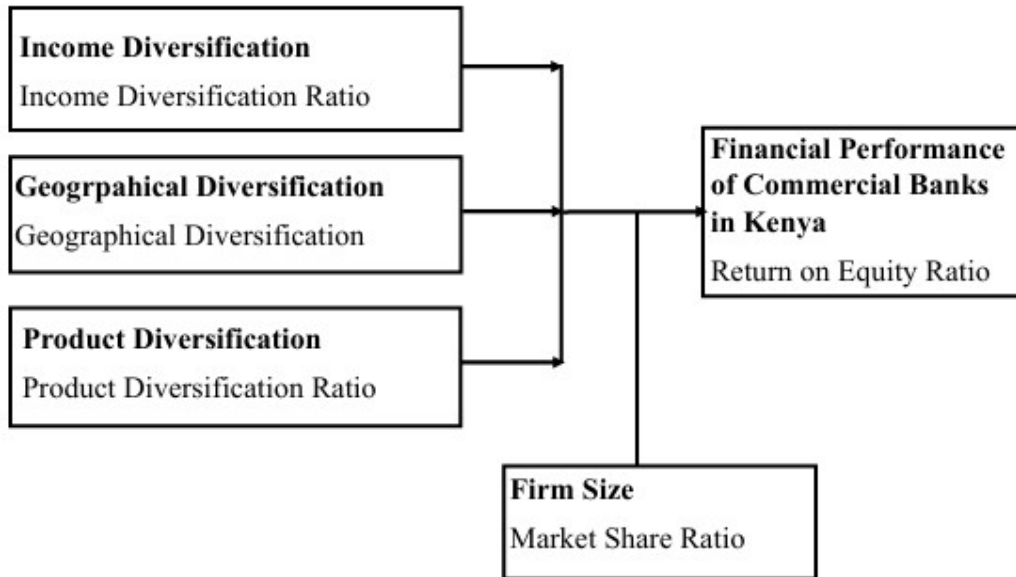 Income Diversification
Income Diversification Ratio
Geogrpahical Diversification
Geographical Diversification
Product Diversification
Product Diversification Ratio
Financial Performance
of Commercial Banks
in Kenya
Return on Equity Ratio
Firm Size
Market Share Ratio